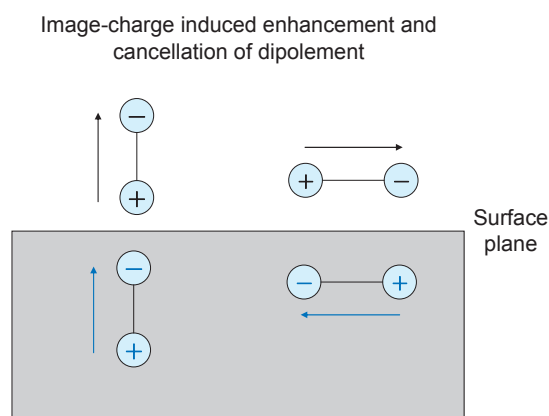 Image-charge induced enhancement and
cancellation of dipolement
−
+
+
−
Surface
plane
−
+
−
+